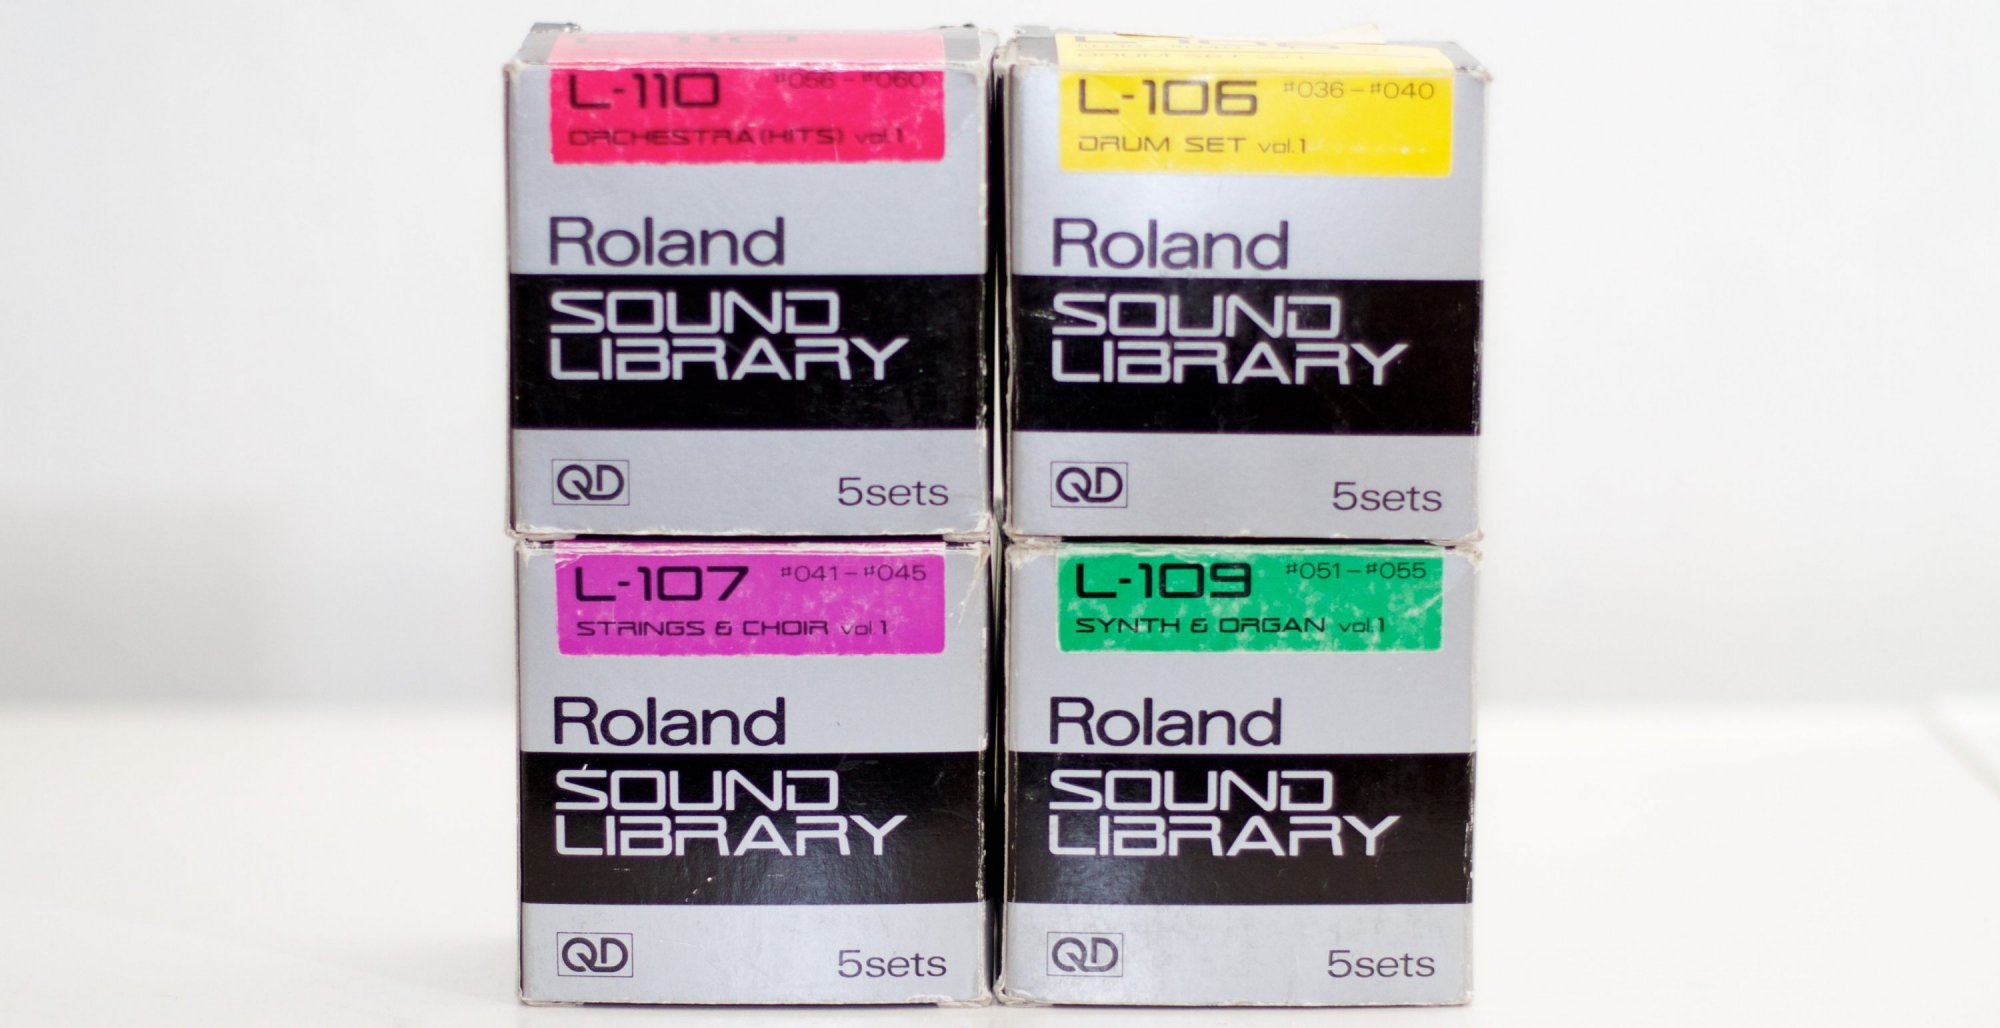 L-110 #056-#060
ORCHESTRA(HITS) vol.1
Roland
SOUND
LIBRARY
QD 5sets
L-106 #036-#040
DRUM SET vol.1
Roland
SOUND
LIBRARY
QD 5sets
L-107 #041-#045
STRINGS & CHOIR vol.1
Roland
SOUND
LIBRARY
QD 5sets
L-109 #051-#055
SYNTH & ORGAN vol.1
Roland
SOUND
LIBRARY
QD 5sets